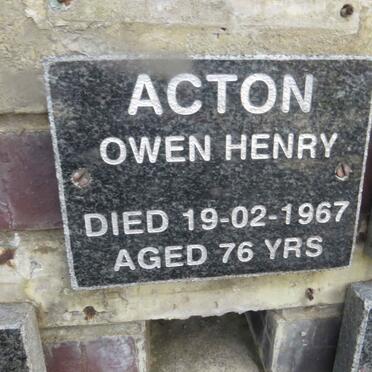 ACTON
OWEN HENRY
DIED 19-02-1967
AGED 76 YRS